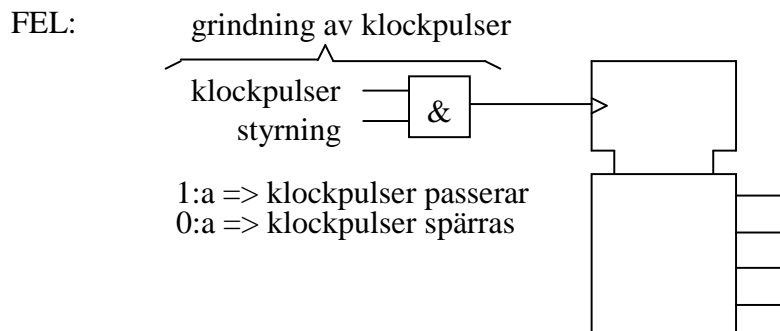 FEL:
grindning av klockpulser
klockpulser
styrning
&
1:a => klockpulser passerar
0:a => klockpulser spärras